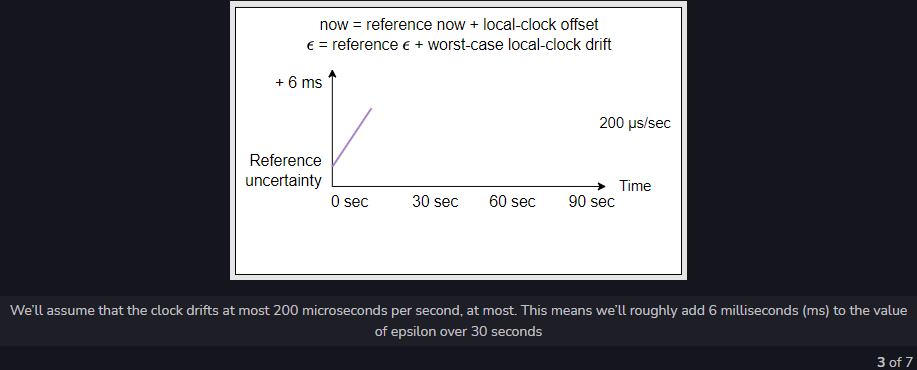 now = reference now + local-clock offset
ϵ = reference ϵ + worst-case local-clock drift
+ 6 ms
200 µs/sec
Reference
uncertainty
Time
0 sec 30 sec 60 sec 90 sec
We’ll assume that the clock drifts at most 200 microseconds per second, at most. This means we’ll roughly add 6 milliseconds (ms) to the value
of epsilon over 30 seconds
3 of 7